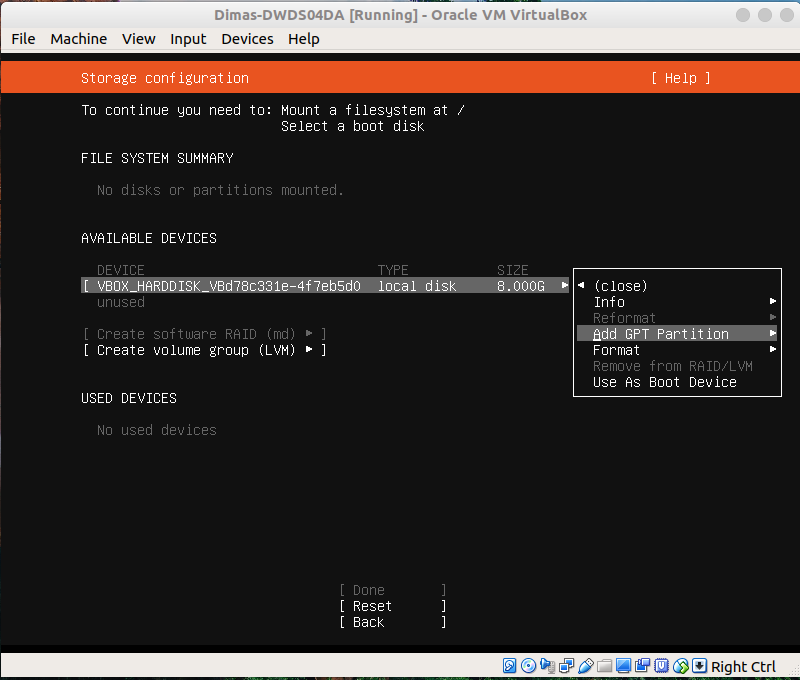 Dimas-DWDS04DA [Running] - Oracle VM VirtualBox
File Machine View Input Devices Help
Storage configuration [ Help ]
To continue you need to: Mount a filesystem at /
Select a boot disk
FILE SYSTEM SUMMARY
No disks or partitions mounted.
AVAILABLE DEVICES
DEVICE TYPE SIZE
[ VBOX_HARDDISK_VBd78c331e-4f7eb5d0 local disk 8.000G ▸
unused
[ Create software RAID (md) ▸ ]
[ Create volume group (LVM) ▸ ]
◂ (close)
Info ▸
Reformat ▸
Add GPT Partition ▸
Format ▸
Remove from RAID/LVM
Use As Boot Device
USED DEVICES
No used devices
[ Done ]
[ Reset ]
[ Back ]
Right Ctrl